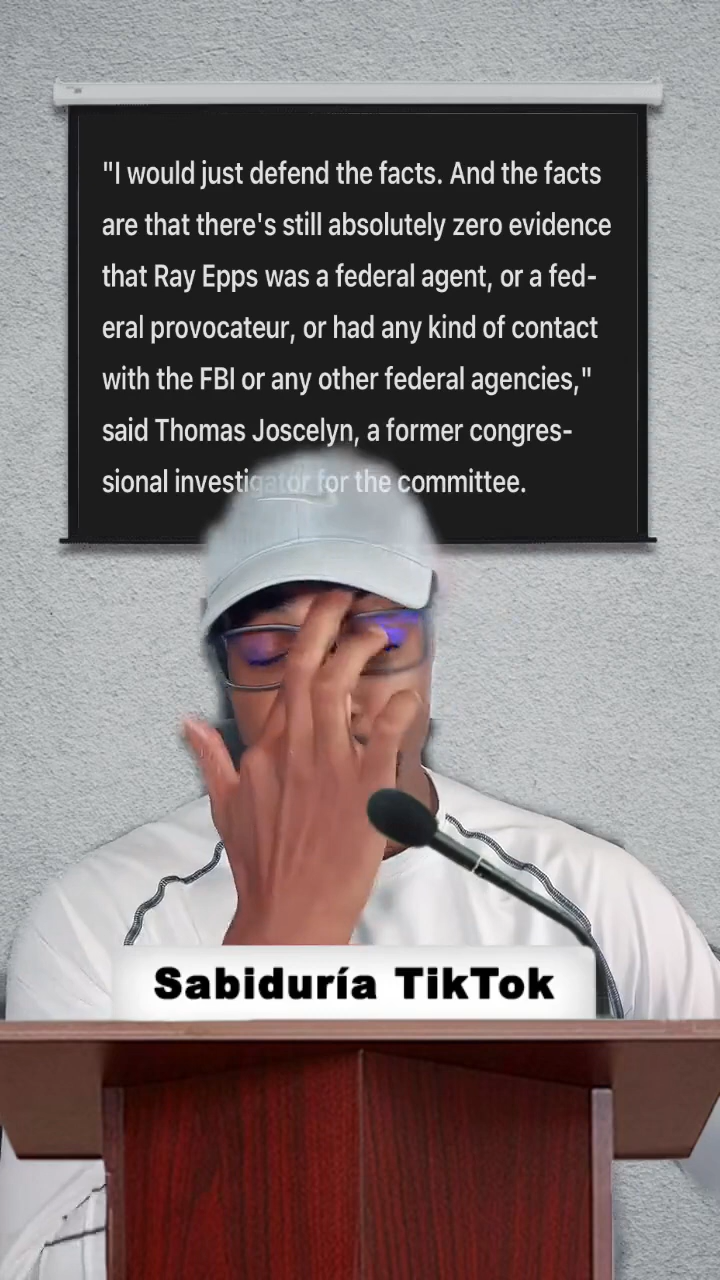 "I would just defend the facts. And the facts
are that there's still absolutely zero evidence
that Ray Epps was a federal agent, or a fed-
eral provocateur, or had any kind of contact
with the FBI or any other federal agencies,"
said Thomas Joscelyn, a former congres-
sional investigator for the committee.
Sabiduría TikTok